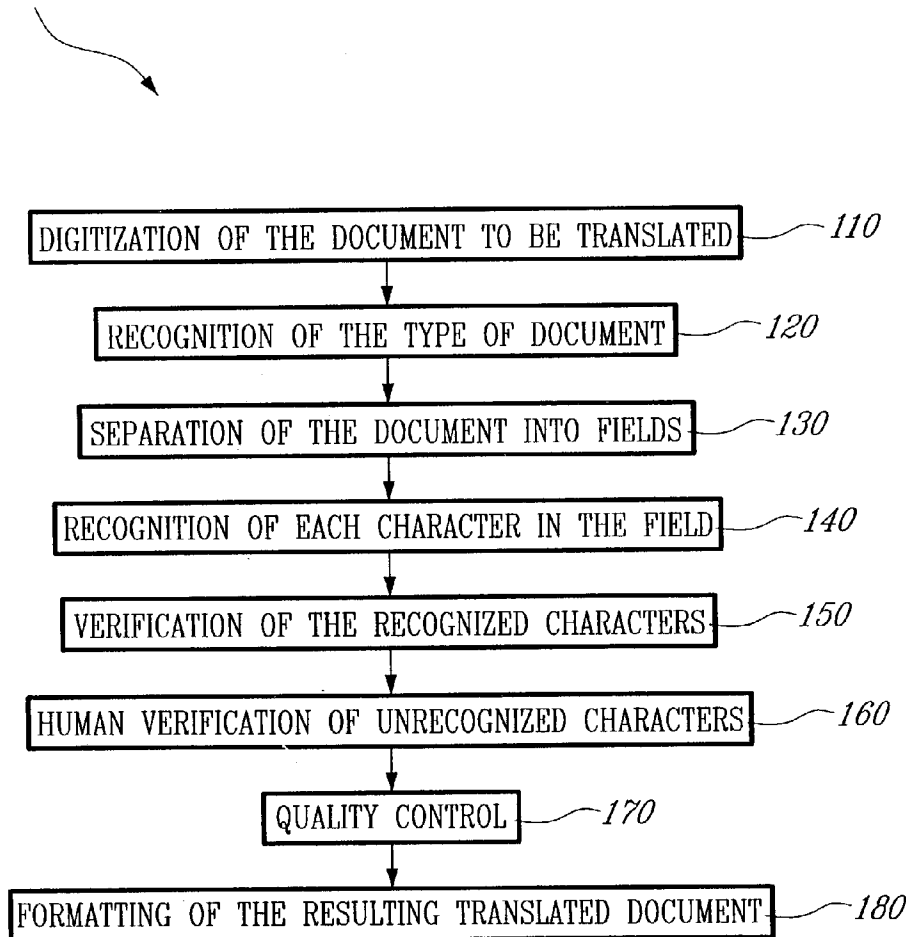 DIGITIZATION OF THE DOCUMENT TO BE TRANSLATED 110
RECOGNITION OF THE TYPE OF DOCUMENT 120
SEPARATION OF THE DOCUMENT INTO FIELDS 130
RECOGNITION OF EACH CHARACTER IN THE FIELD 140
VERIFICATION OF THE RECOGNIZED CHARACTERS 150
HUMAN VERIFICATION OF UNRECOGNIZED CHARACTERS 160
QUALITY CONTROL 170
FORMATTING OF THE RESULTING TRANSLATED DOCUMENT 180